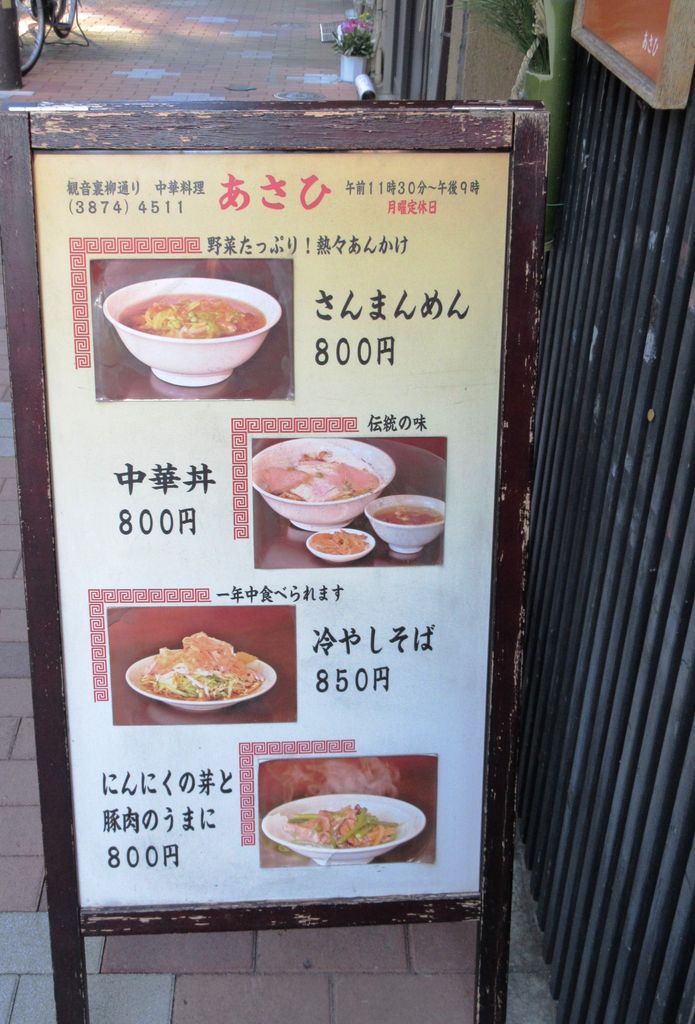 あさひ
観音裏柳通り 中華料理 あさひ 午前11時30分～午後9時
(3874)4511 月曜定休日
野菜たっぷり！熱々あんかけ
さんまんめん
800円
伝統の味
中華丼
800円
一年中食べられます
冷やしそば
850円
にんにくの芽と
豚肉のうまに
800円